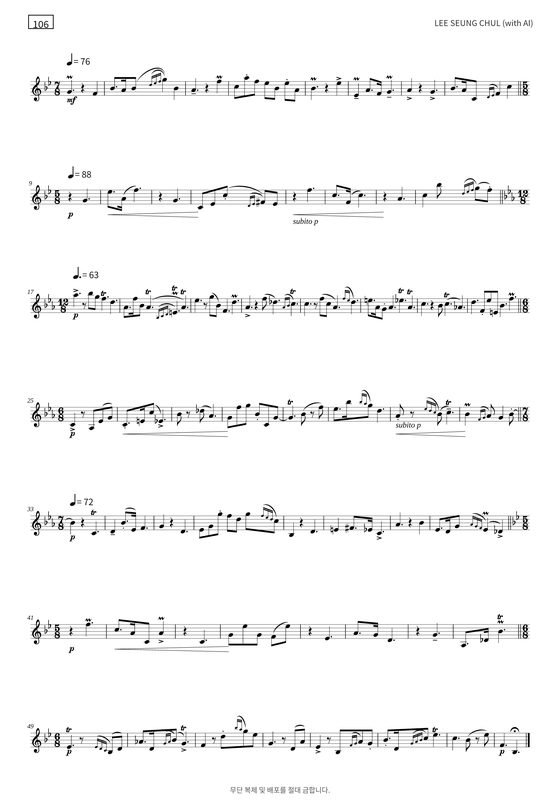 106
LEE SEUNG CHUL (with AI)
= 76
mf
9
= 88
p
subito p
17
= 63
p
25
p
subito p
33
= 72
p
41
p
49
p
p
무단 복제 및 배포를 절대 금합니다.